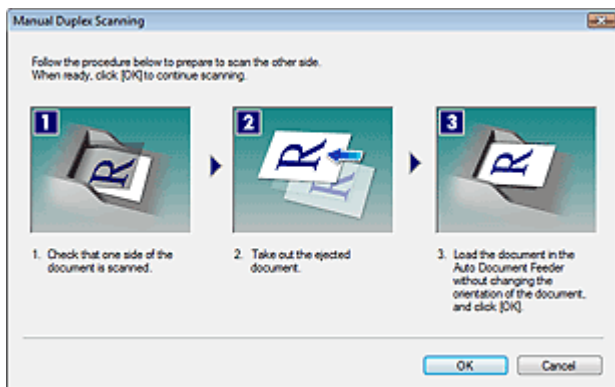 Manual Duplex Scanning
Follow the procedure below to prepare to scan the other side.
When ready, click [OK] to continue scanning.
1
R
2
R
R
3
R
1. Check that one side of the
document is scanned.
2. Take out the ejected
document.
3. Load the document in the
Auto Document Feeder
without changing the
orientation of the document,
and click [OK].
OK
Cancel